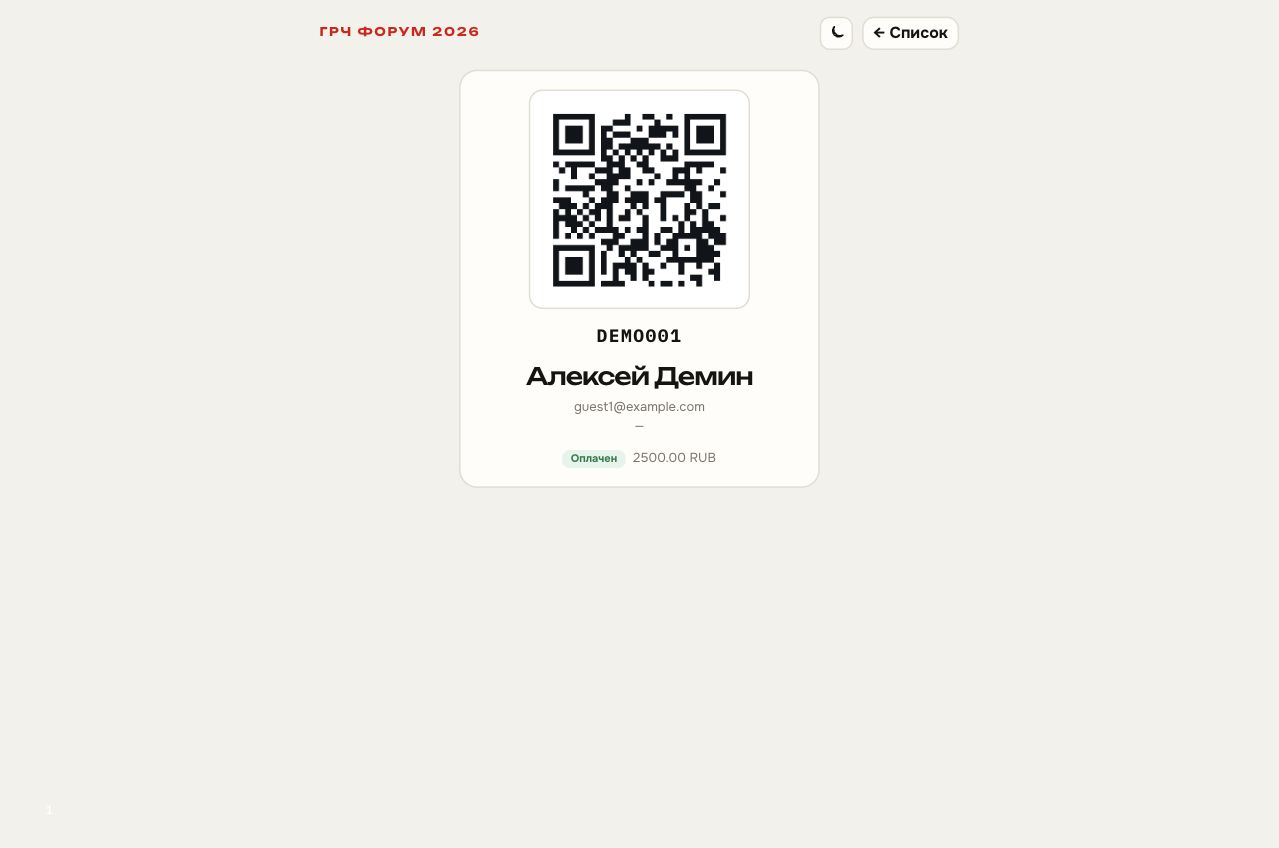 ГРЧ ФОРУМ 2026
← Список
DEMO001
Алексей Демин
guest1@example.com
—
Оплачен 2500.00 RUB
1